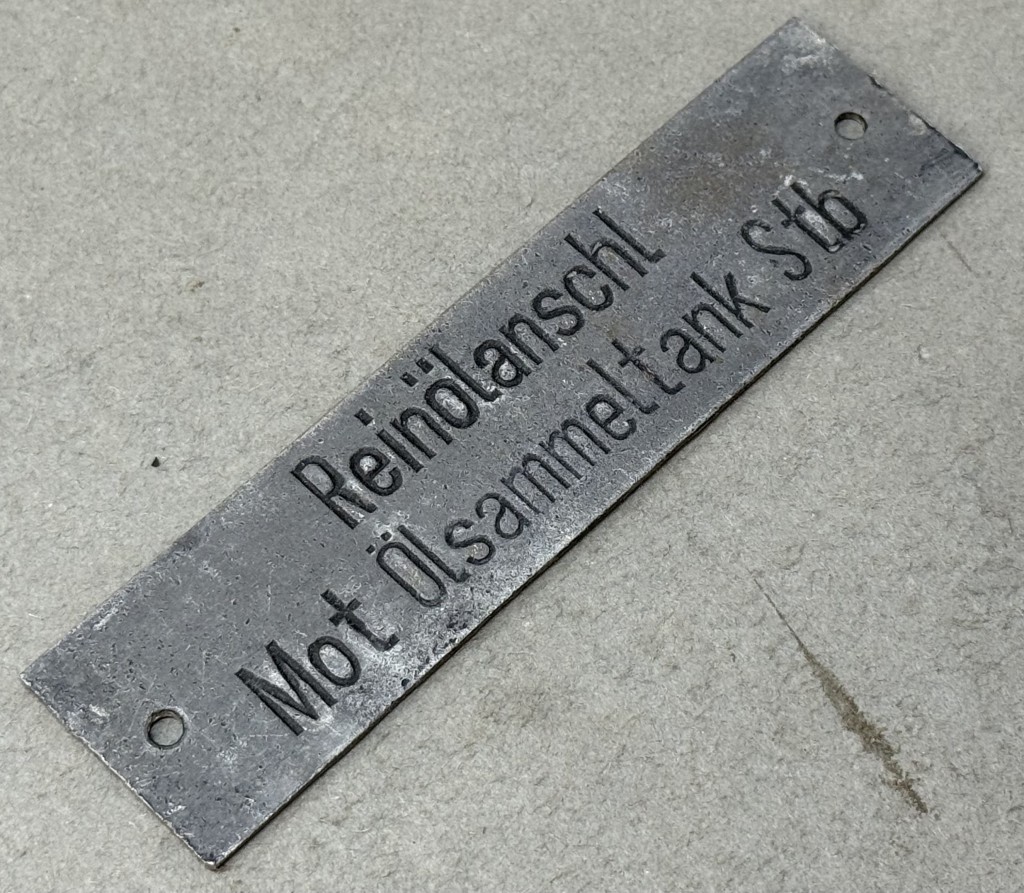 Reinölanschl
Mot Ölsammeltank Stb